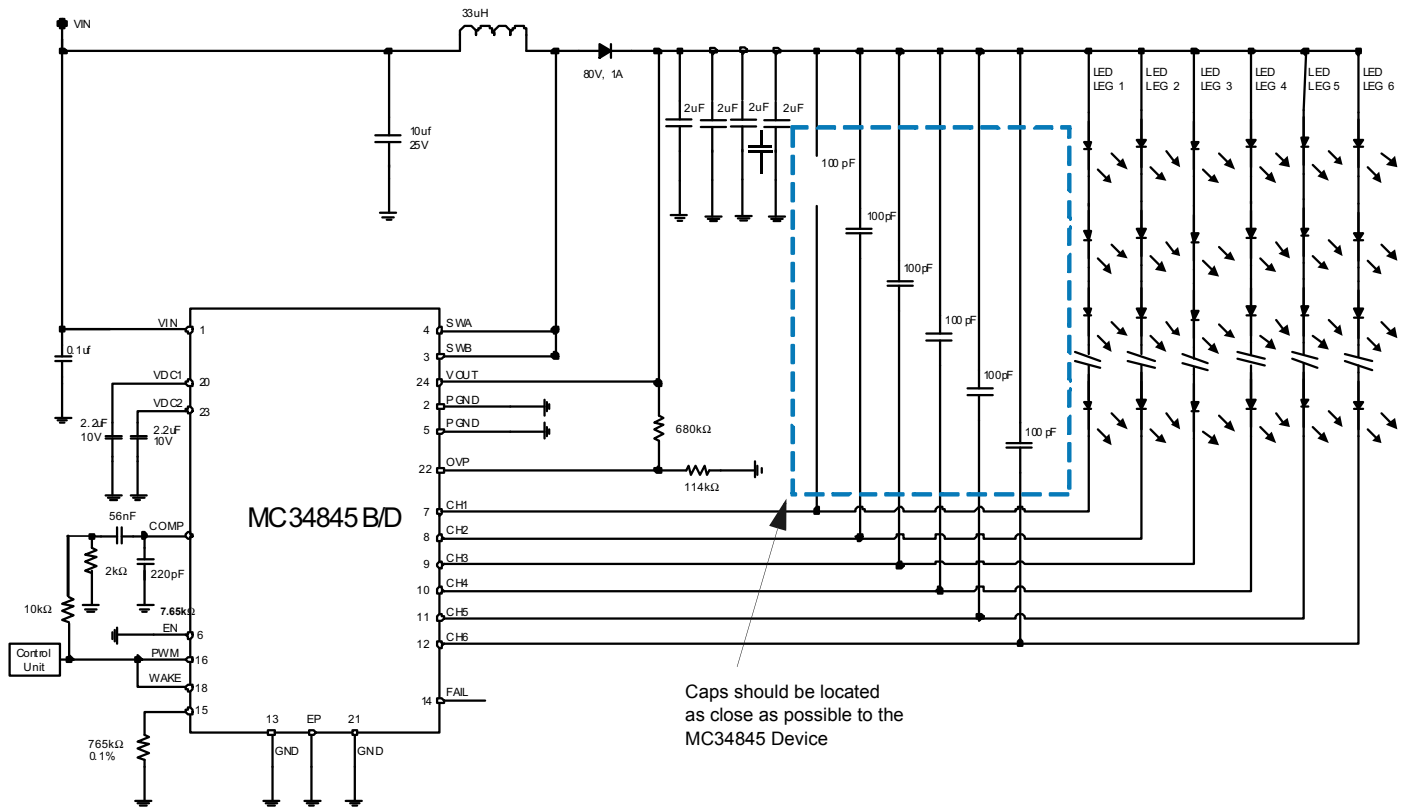 VIN
33uH
80V, 1A
10uf
25V
2uF
2uF
2uF
2uF
100 pF
100pF
100pF
100 pF
100pF
100 pF
LED
LEG 1
LED
LEG 2
LED
LEG 3
LED
LEG 4
LED
LEG 5
LED
LEG 6
0.1uf
VIN
1
VDC1
20
VDC2
23
2.2uF
10V
2.2uF
10V
56nF
COMP
2kΩ
220pF
10kΩ
7.65kΩ
EN
6
Control
Unit
PWM
16
WAKE
18
15
765kΩ
0.1%
MC34845 B/D
13
EP
21
GND
GND
4
SWA
3
SWB
24
VOUT
2
PGND
5
PGND
22
OVP
680kΩ
114kΩ
7
CH1
8
CH2
9
CH3
10
CH4
11
CH5
12
CH6
14
FAIL
Caps should be located
as close as possible to the
MC34845 Device